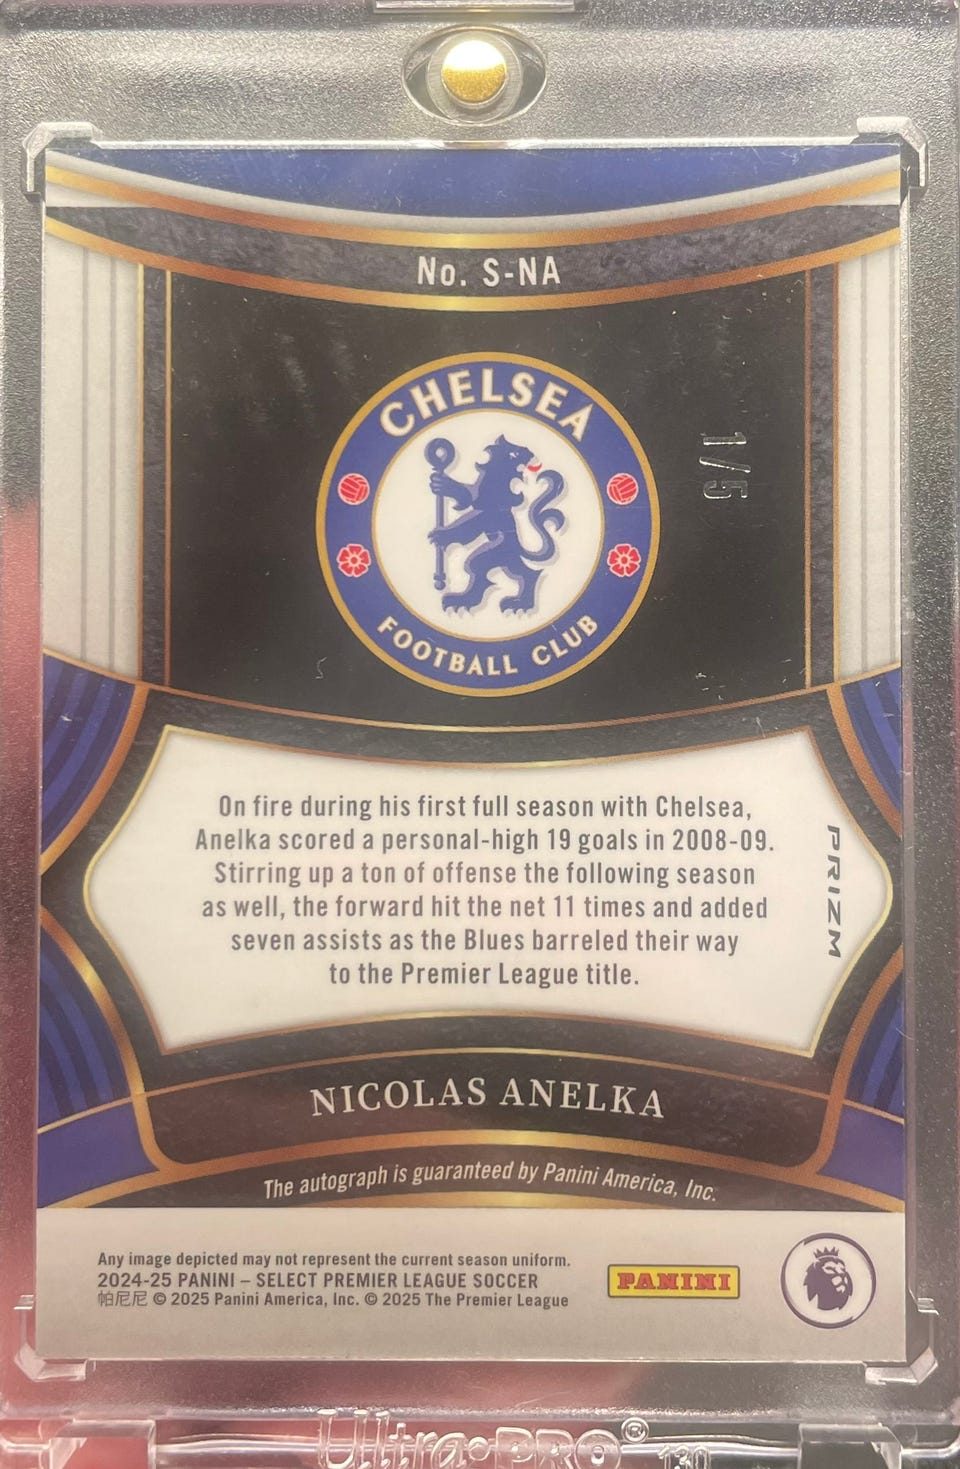 No. S-NA
CHELSEA
FOOTBALL CLUB
1/5
On fire during his first full season with Chelsea,
Anelka scored a personal-high 19 goals in 2008-09.
Stirring up a ton of offense the following season
as well, the forward hit the net 11 times and added
seven assists as the Blues barreled their way
to the Premier League title.
PRIZM
NICOLAS ANELKA
The autograph is guaranteed by Panini America, Inc.
Any image depicted may not represent the current season uniform.
2024-25 PANINI – SELECT PREMIER LEAGUE SOCCER
帕尼尼 © 2025 Panini America, Inc. © 2025 The Premier League
PANINI
Ultra•PRO® 130